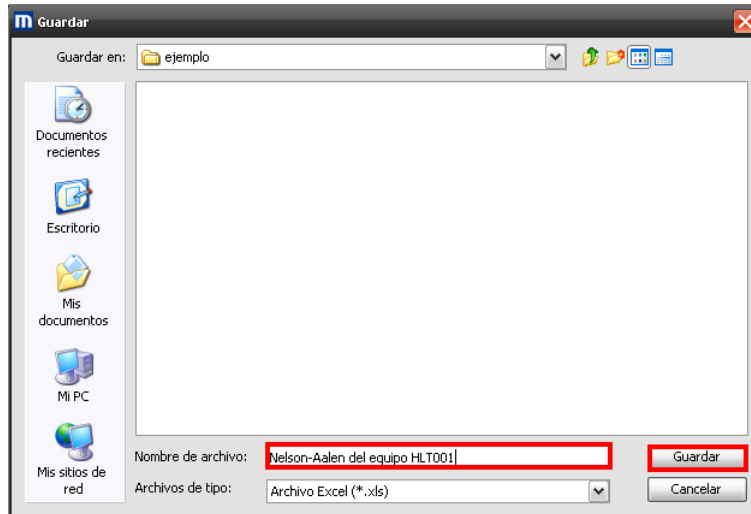 m Guardar
Guardar en:
ejemplo
Documentos
recientes
Escritorio
Mis
documentos
Mi PC
Mis sitios de
red
Nombre de archivo:
Nelson-Aalen del equipo HLT001
Guardar
Archivos de tipo:
Archivo Excel (*.xls)
Cancelar